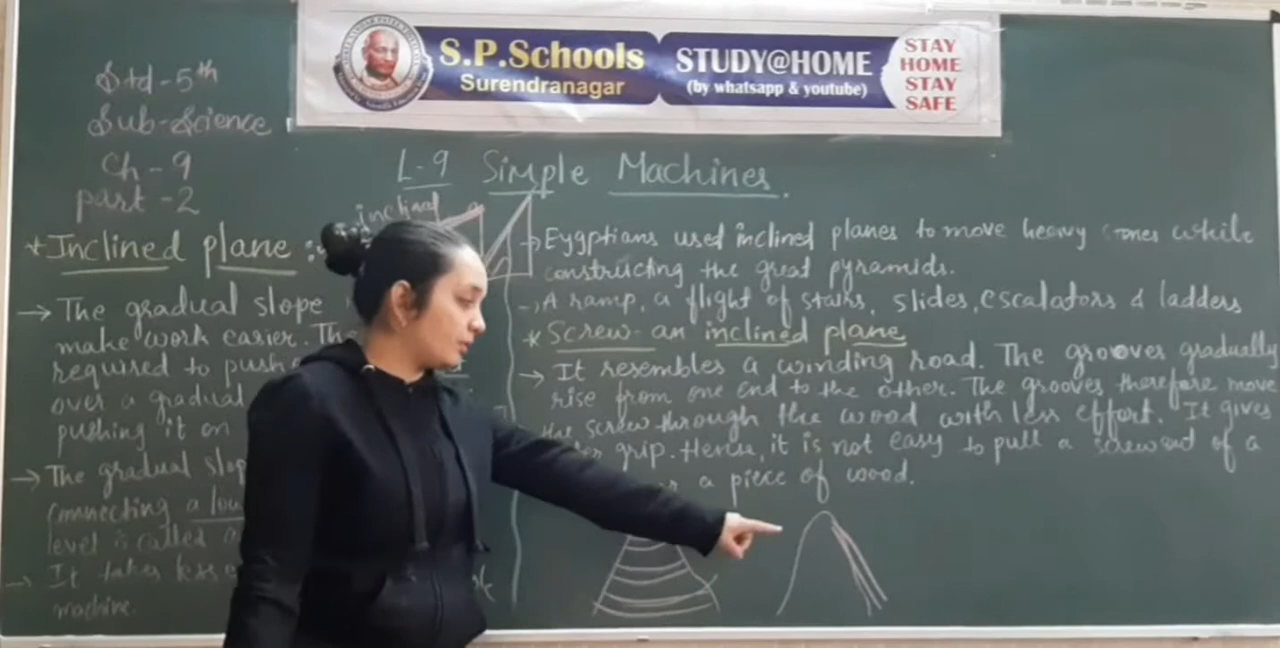 S.P.Schools
Surendranagar
STUDY@HOME
(by whatsapp & youtube)
STAY
HOME
STAY
SAFE
Std-5th
Sub-Science
Ch-9
part-2
L-9 Simple Machines.
*Inclined plane :
inclined
→ The gradual slope
make work easier. The
required to push
over a gradual
pushing it on
→ The gradual slop
connecting a low
level is called a
→ It takes less
machine.
→ Eygptians used inclined planes to move heavy while
constructing the great pyramids.
→ A ramp, a flight of stairs, slides, escalators & ladders
* Screw- an inclined plane
→ It resembles a winding road. The grooves gradually
rise from one end to the other. The grooves therefore move
the screw through the wood with less effort. It gives
grip. Hense, it is not easy to pull a screw out of a
a piece of wood.